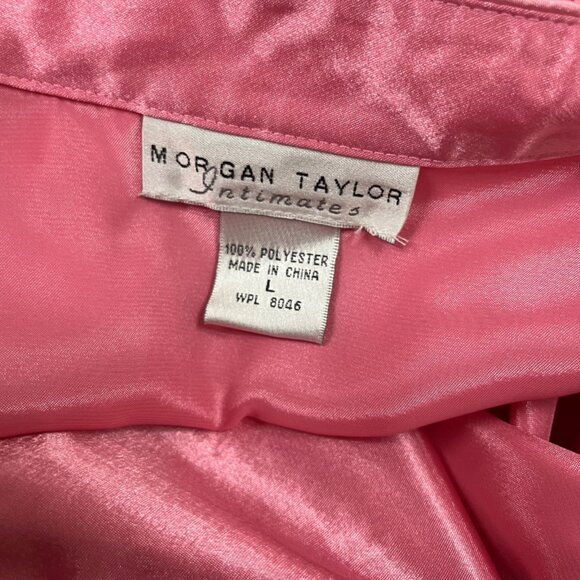 MORGAN TAYLOR
Intimates
100% POLYESTER
MADE IN CHINA
L
WPL 8046